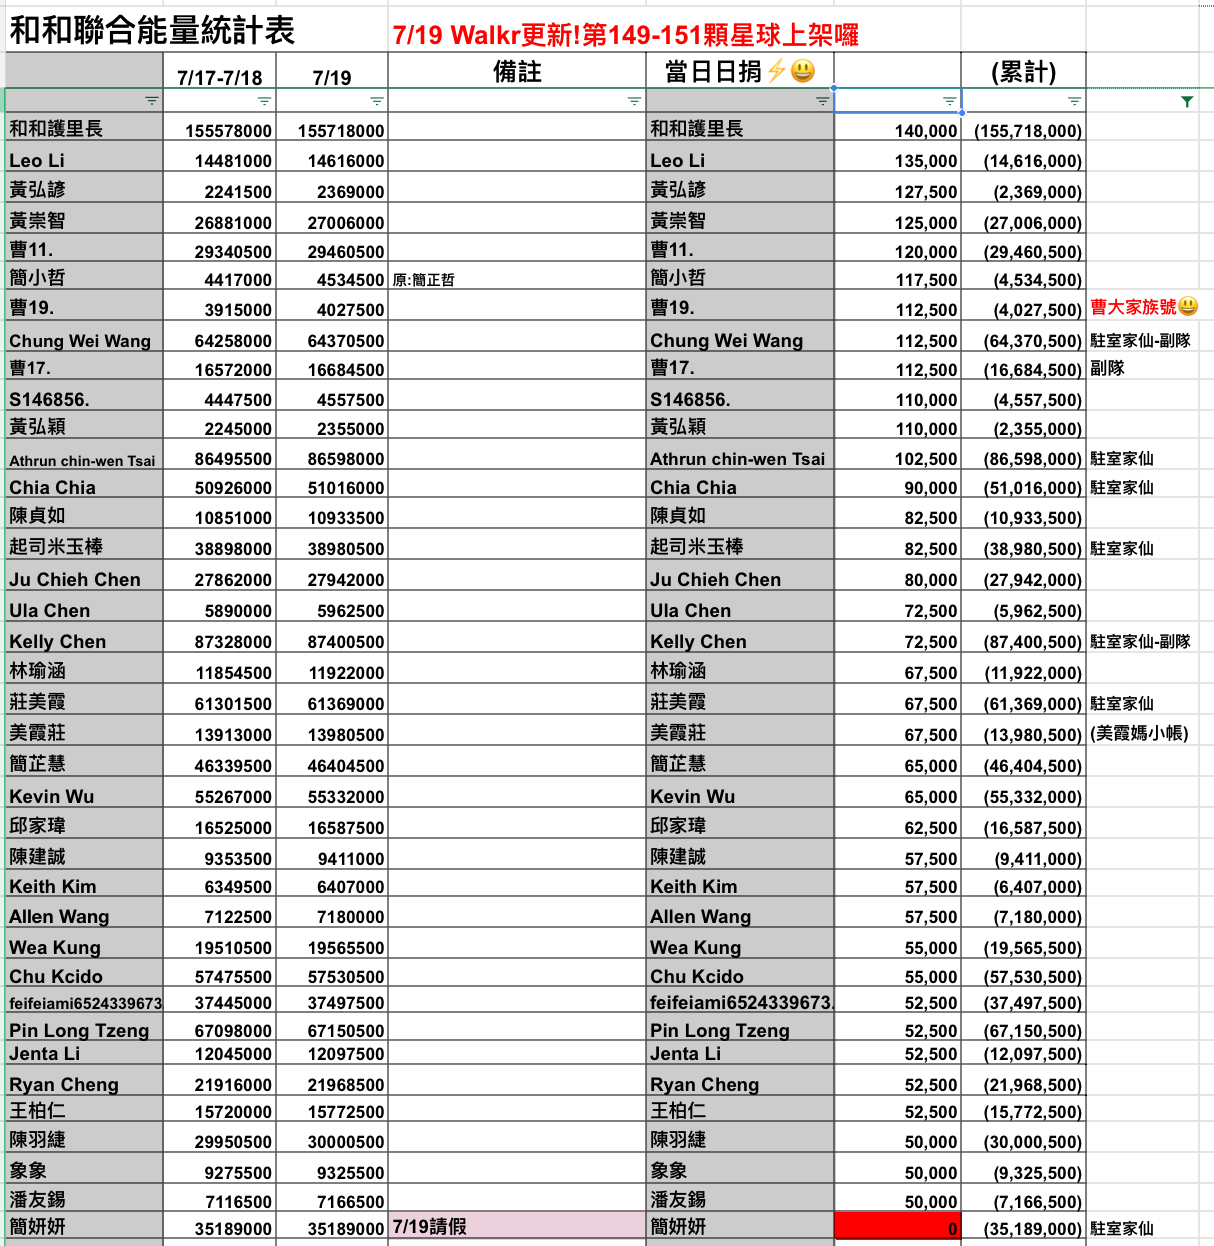 和和聯合能量統計表 7/19 Walkr更新!第149-151顆星球上架囉
7/17-7/18 7/19 備註 當日日捐⚡😃 (累計)
和和護里長 155578000 155718000 和和護里長 140,000 (155,718,000)
Leo Li 14481000 14616000 Leo Li 135,000 (14,616,000)
黃弘諺 2241500 2369000 黃弘諺 127,500 (2,369,000)
黃崇智 26881000 27006000 黃崇智 125,000 (27,006,000)
曹11. 29340500 29460500 曹11. 120,000 (29,460,500)
簡小哲 4417000 4534500 原:簡正哲 簡小哲 117,500 (4,534,500)
曹19. 3915000 4027500 曹19. 112,500 (4,027,500) 曹大家族號😃
Chung Wei Wang 64258000 64370500 Chung Wei Wang 112,500 (64,370,500) 駐室家仙-副隊
曹17. 16572000 16684500 曹17. 112,500 (16,684,500) 副隊
S146856. 4447500 4557500 S146856. 110,000 (4,557,500)
黃弘穎 2245000 2355000 黃弘穎 110,000 (2,355,000)
Athrun chin-wen Tsai 86495500 86598000 Athrun chin-wen Tsai 102,500 (86,598,000) 駐室家仙
Chia Chia 50926000 51016000 Chia Chia 90,000 (51,016,000) 駐室家仙
陳貞如 10851000 10933500 陳貞如 82,500 (10,933,500)
起司米玉棒 38898000 38980500 起司米玉棒 82,500 (38,980,500) 駐室家仙
Ju Chieh Chen 27862000 27942000 Ju Chieh Chen 80,000 (27,942,000)
Ula Chen 5890000 5962500 Ula Chen 72,500 (5,962,500)
Kelly Chen 87328000 87400500 Kelly Chen 72,500 (87,400,500) 駐室家仙-副隊
林瑜涵 11854500 11922000 林瑜涵 67,500 (11,922,000)
莊美霞 61301500 61369000 莊美霞 67,500 (61,369,000) 駐室家仙
美霞莊 13913000 13980500 美霞莊 67,500 (13,980,500) (美霞媽小帳)
簡芷慧 46339500 46404500 簡芷慧 65,000 (46,404,500)
Kevin Wu 55267000 55332000 Kevin Wu 65,000 (55,332,000)
邱家瑋 16525000 16587500 邱家瑋 62,500 (16,587,500)
陳建誠 9353500 9411000 陳建誠 57,500 (9,411,000)
Keith Kim 6349500 6407000 Keith Kim 57,500 (6,407,000)
Allen Wang 7122500 7180000 Allen Wang 57,500 (7,180,000)
Wea Kung 19510500 19565500 Wea Kung 55,000 (19,565,500)
Chu Kcido 57475500 57530500 Chu Kcido 55,000 (57,530,500)
feifeiami6524339673 37445000 37497500 feifeiami6524339673. 52,500 (37,497,500)
Pin Long Tzeng 67098000 67150500 Pin Long Tzeng 52,500 (67,150,500)
Jenta Li 12045000 12097500 Jenta Li 52,500 (12,097,500)
Ryan Cheng 21916000 21968500 Ryan Cheng 52,500 (21,968,500)
王柏仁 15720000 15772500 王柏仁 52,500 (15,772,500)
陳羽緁 29950500 30000500 陳羽緁 50,000 (30,000,500)
象象 9275500 9325500 象象 50,000 (9,325,500)
潘友錫 7116500 7166500 潘友錫 50,000 (7,166,500)
簡妍妍 35189000 35189000 7/19請假 簡妍妍 0 (35,189,000) 駐室家仙